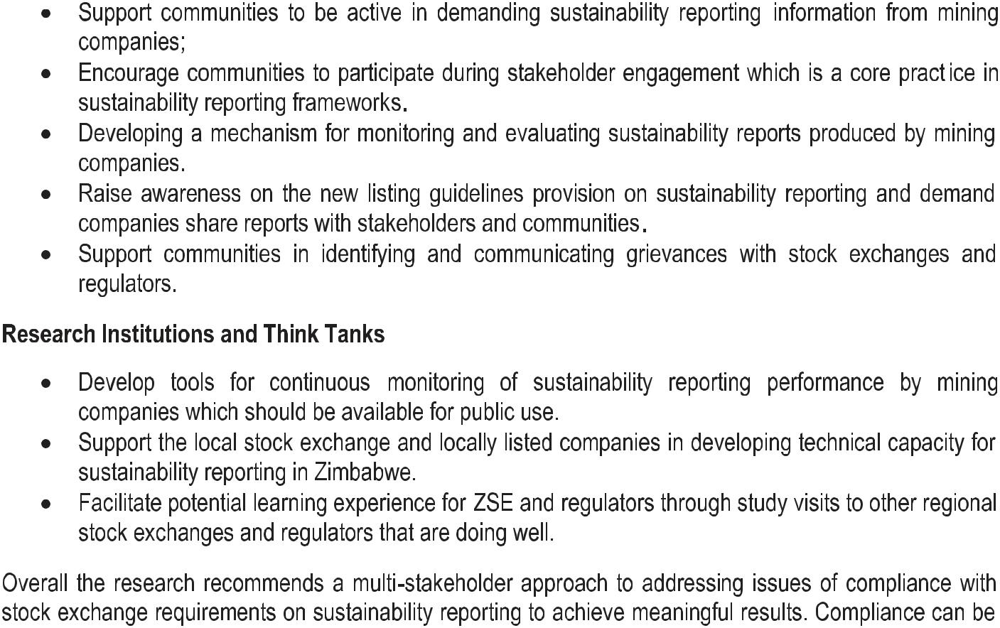 • Support communities to be active in demanding sustainability reporting information from mining
companies;
• Encourage communities to participate during stakeholder engagement which is a core practice in
sustainability reporting frameworks.
• Developing a mechanism for monitoring and evaluating sustainability reports produced by mining
companies.
• Raise awareness on the new listing guidelines provision on sustainability reporting and demand
companies share reports with stakeholders and communities.
• Support communities in identifying and communicating grievances with stock exchanges and
regulators.
Research Institutions and Think Tanks
• Develop tools for continuous monitoring of sustainability reporting performance by mining
companies which should be available for public use.
• Support the local stock exchange and locally listed companies in developing technical capacity for
sustainability reporting in Zimbabwe.
• Facilitate potential learning experience for ZSE and regulators through study visits to other regional
stock exchanges and regulators that are doing well.
Overall the research recommends a multi-stakeholder approach to addressing issues of compliance with
stock exchange requirements on sustainability reporting to achieve meaningful results. Compliance can be